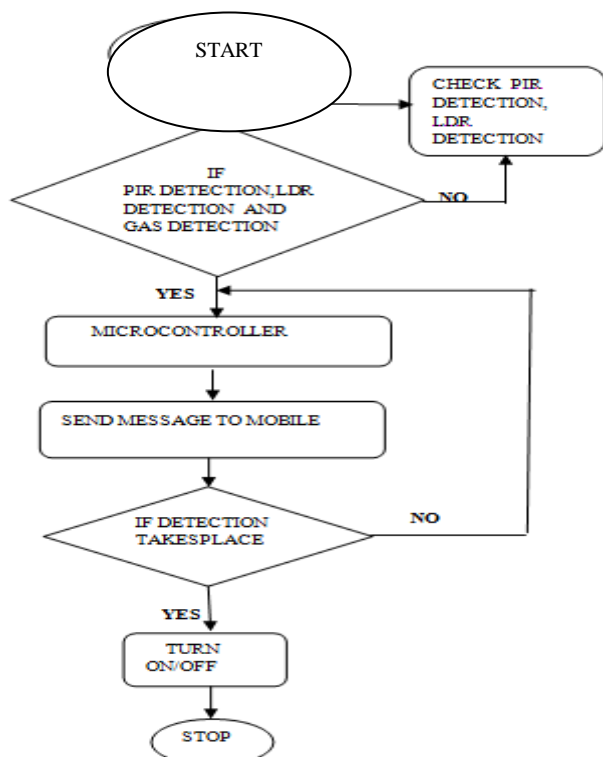 START
CHECK PIR
DETECTION,
LDR
DETECTION
IF
PIR DETECTION,LDR
DETECTION AND
GAS DETECTION
NO
YES
MICROCONTROLLER
SEND MESSAGE TO MOBILE
IF DETECTION
TAKESPLACE
NO
YES
TURN
ON/OFF
STOP